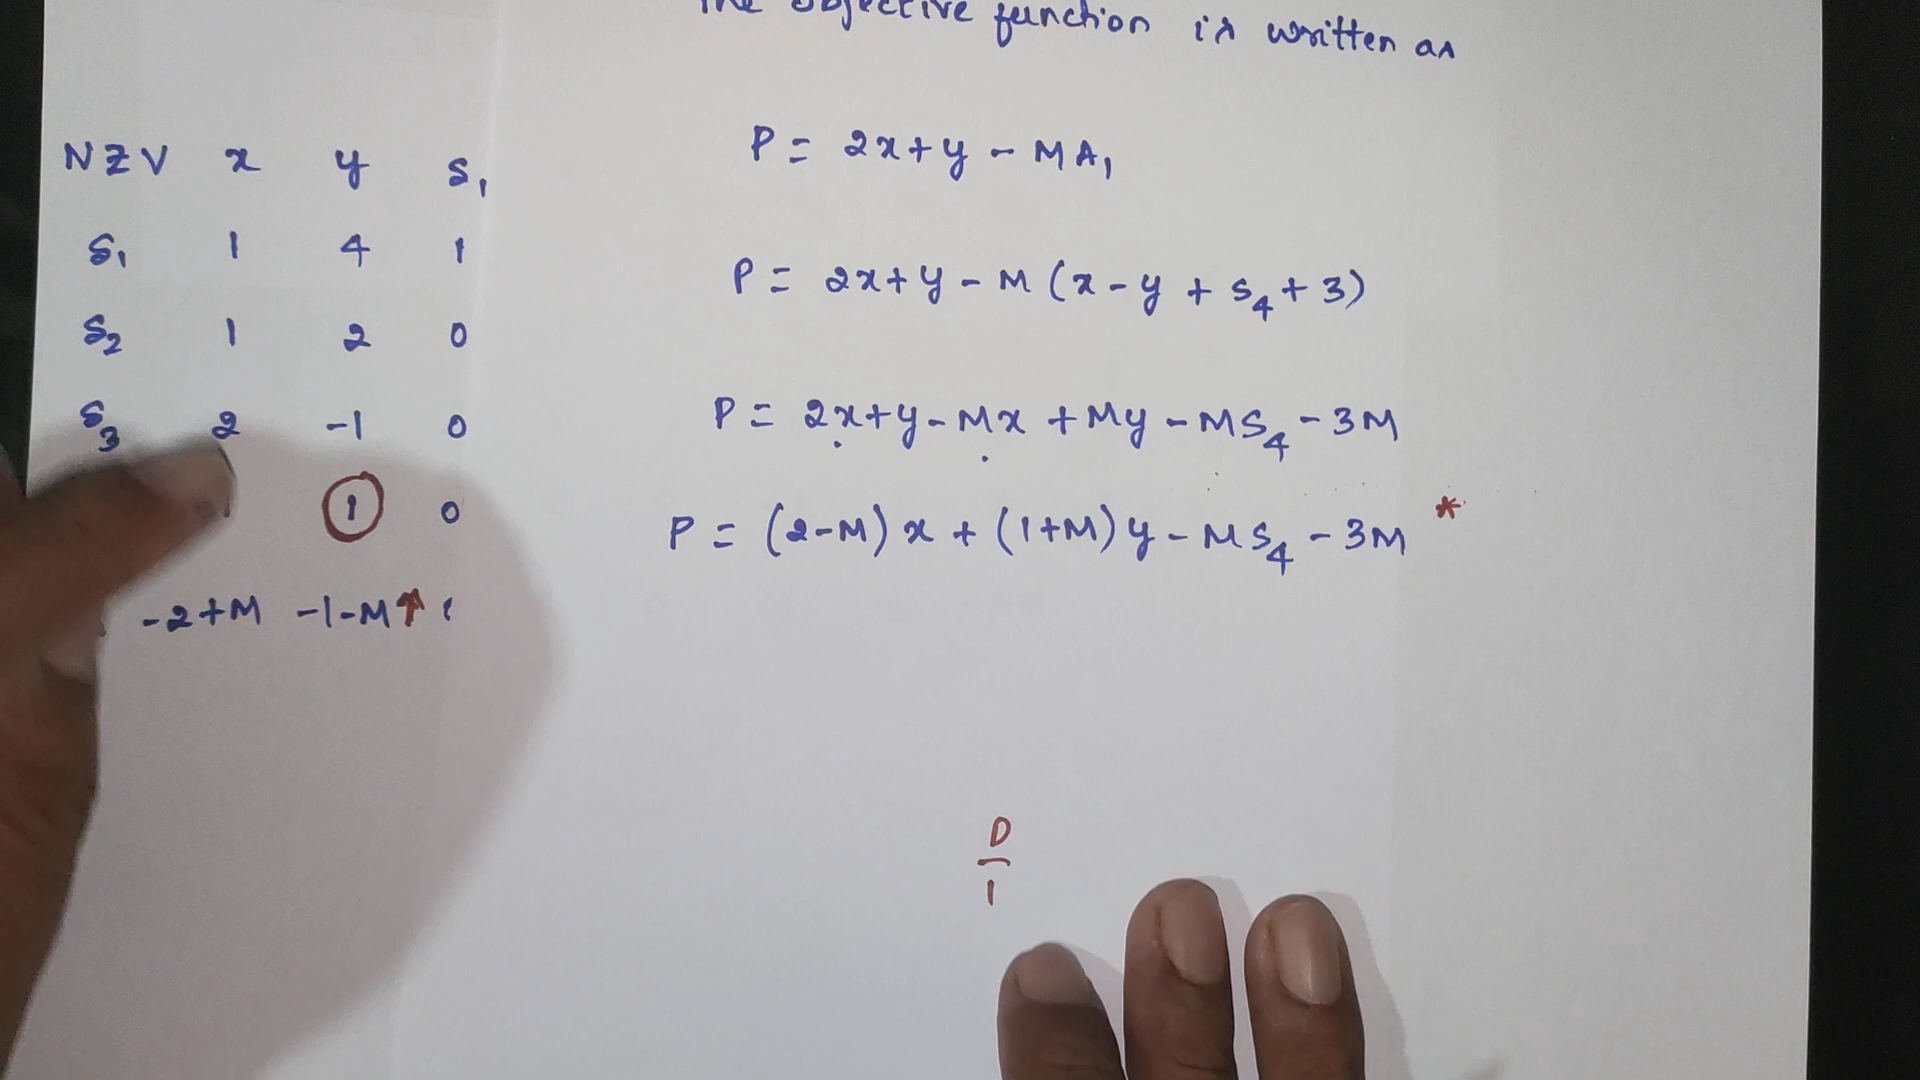 The objective function is written as
P = 2x + y - MA₁
P = 2x + y - M (x - y + s₄ + 3)
P = 2x + y - Mx + My - MS₄ - 3M
P = (2-M) x + (1+M) y - MS₄ - 3M *
NZV x y s₁
s₁ 1 4 1
s₂ 1 2 0
s₃ 2 -1 0
1 0
-2+M -1-M↑
D
1